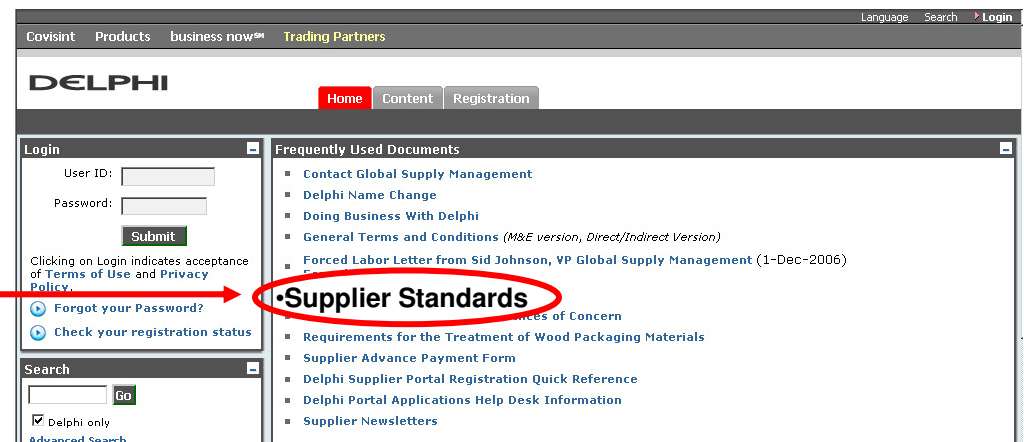 Language Search Login
Covisint Products business now℠ Trading Partners
DELPHI
Home Content Registration
Login
User ID:
Password:
Submit
Clicking on Login indicates acceptance
of Terms of Use and Privacy
Policy.
Forgot your Password?
Check your registration status
Search
Go
Delphi only
Advanced Search
Frequently Used Documents
Contact Global Supply Management
Delphi Name Change
Doing Business With Delphi
General Terms and Conditions (M&E version, Direct/Indirect Version)
Forced Labor Letter from Sid Johnson, VP Global Supply Management (1-Dec-2006)
•Supplier Standards
of Concern
Requirements for the Treatment of Wood Packaging Materials
Supplier Advance Payment Form
Delphi Supplier Portal Registration Quick Reference
Delphi Portal Applications Help Desk Information
Supplier Newsletters